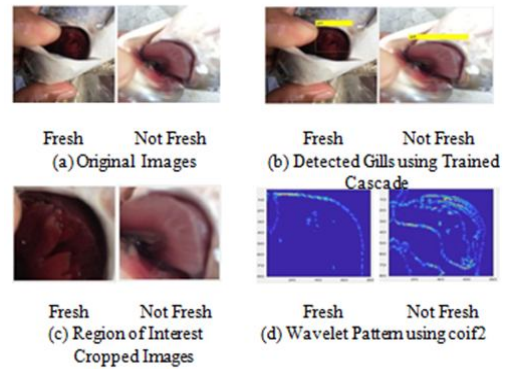 Fresh Not Fresh
(a) Original Images
Fresh Not Fresh
(b) Detected Gills using Trained
Cascade
Fresh Not Fresh
(c) Region of Interest
Cropped Images
Fresh Not Fresh
(d) Wavelet Pattern using coif2